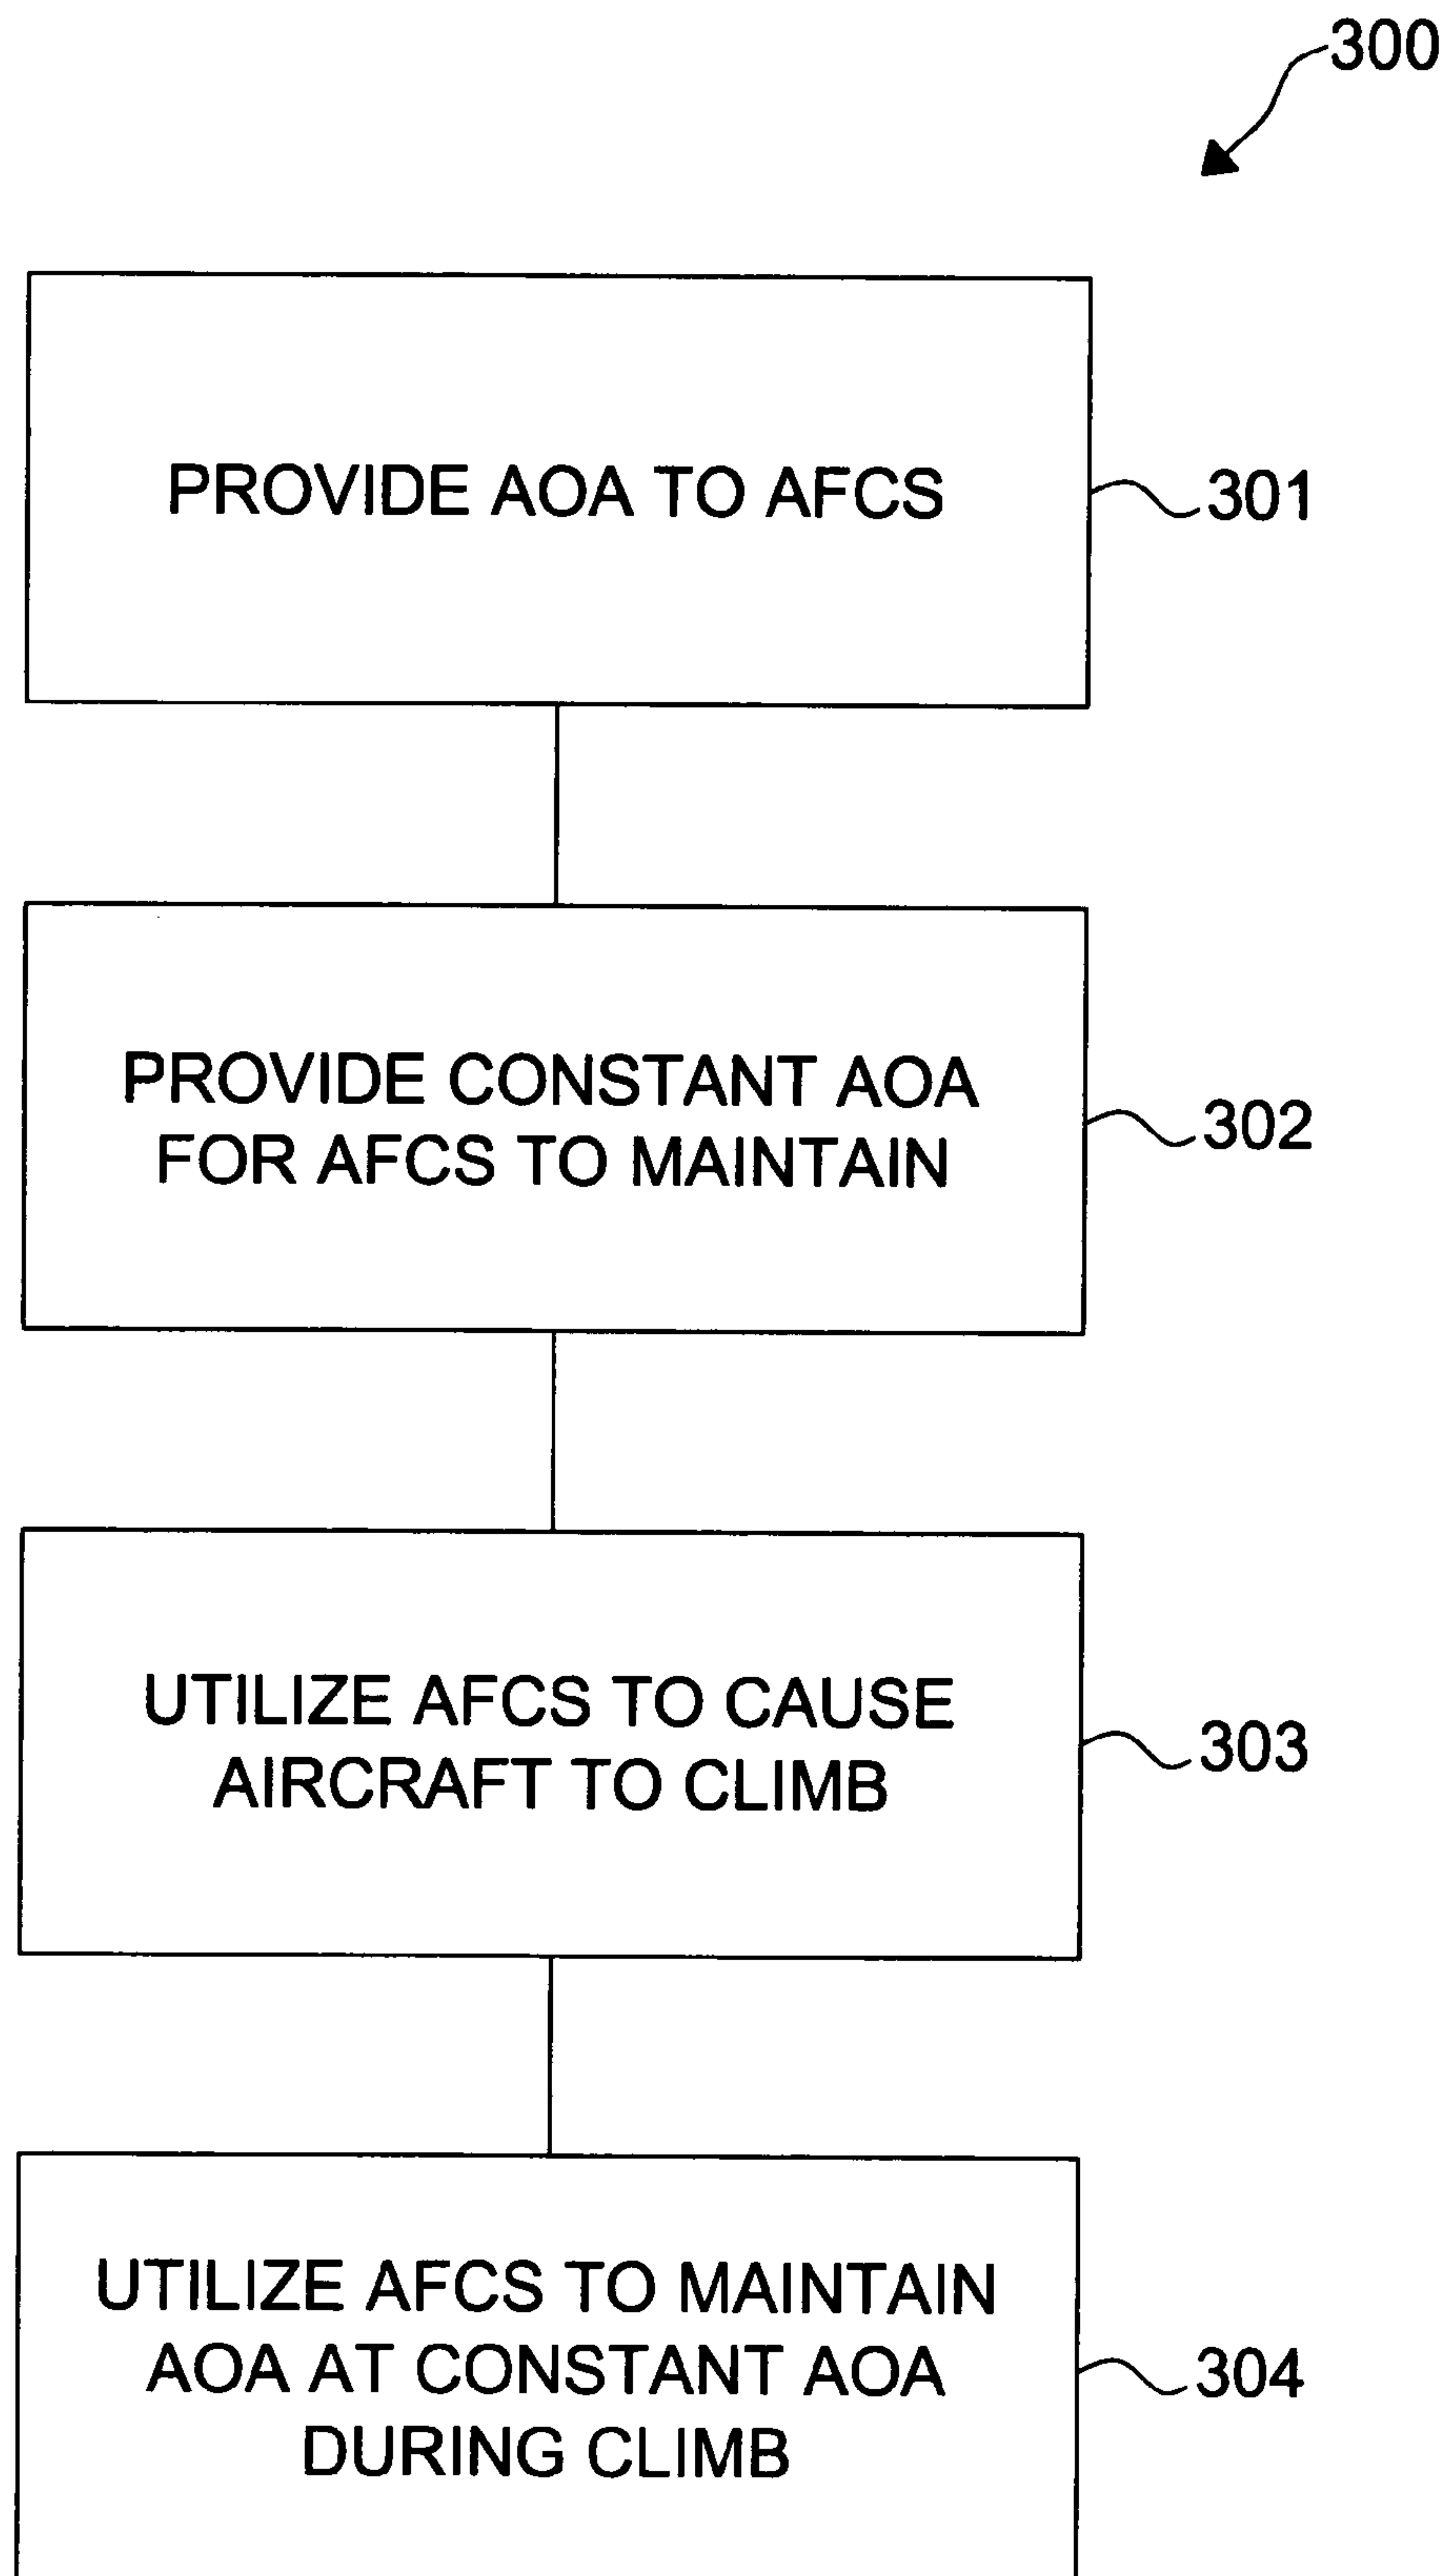 300
PROVIDE AOA TO AFCS
301
PROVIDE CONSTANT AOA
FOR AFCS TO MAINTAIN
302
UTILIZE AFCS TO CAUSE
AIRCRAFT TO CLIMB
303
UTILIZE AFCS TO MAINTAIN
AOA AT CONSTANT AOA
DURING CLIMB
304